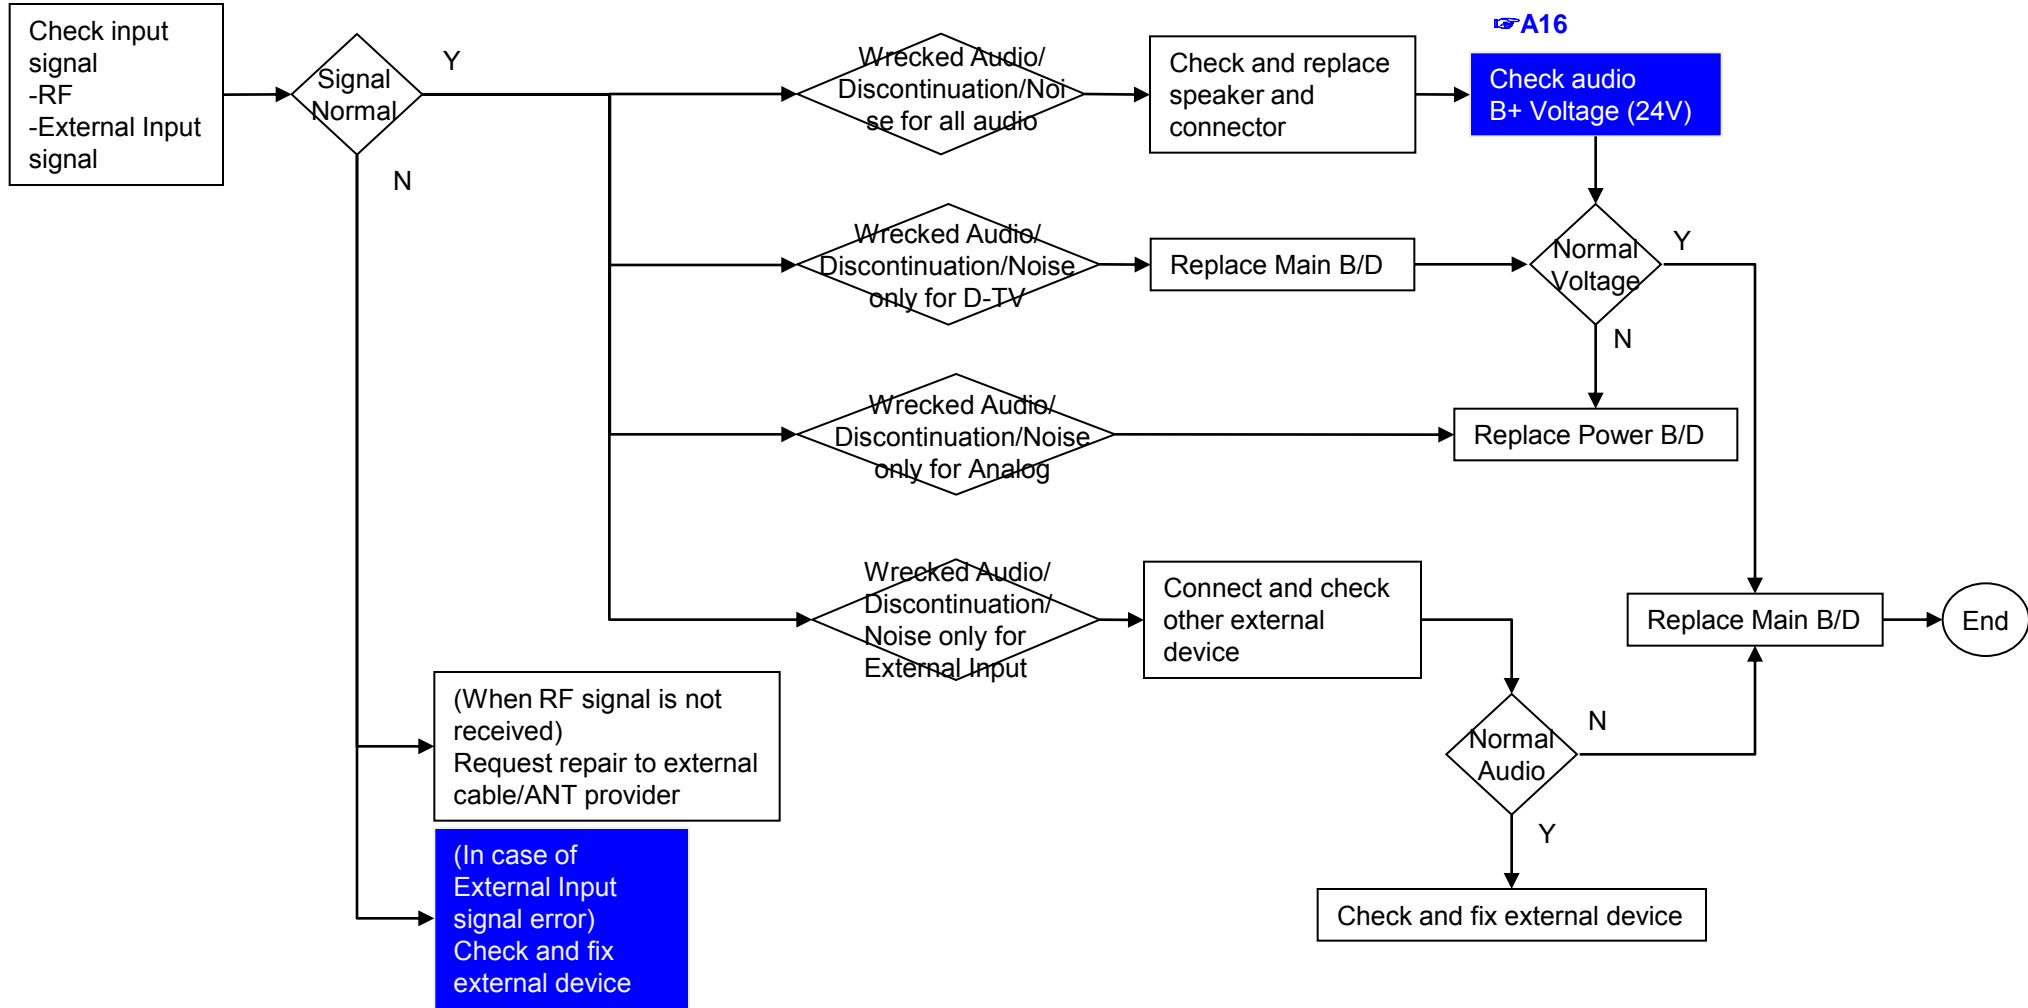 Check input
signal
-RF
-External Input
signal
Signal
Normal
Y
N
Wrecked Audio/
Discontinuation/Noi
se for all audio
Check and replace
speaker and
connector
☞A16
Check audio
B+ Voltage (24V)
Wrecked Audio/
Discontinuation/Noise
only for D-TV
Replace Main B/D
Normal
Voltage
Y
N
Wrecked Audio/
Discontinuation/Noise
only for Analog
Replace Power B/D
Wrecked Audio/
Discontinuation/
Noise only for
External Input
Connect and check
other external
device
Replace Main B/D
End
Normal
Audio
N
Y
Check and fix external device
(When RF signal is not
received)
Request repair to external
cable/ANT provider
(In case of
External Input
signal error)
Check and fix
external device